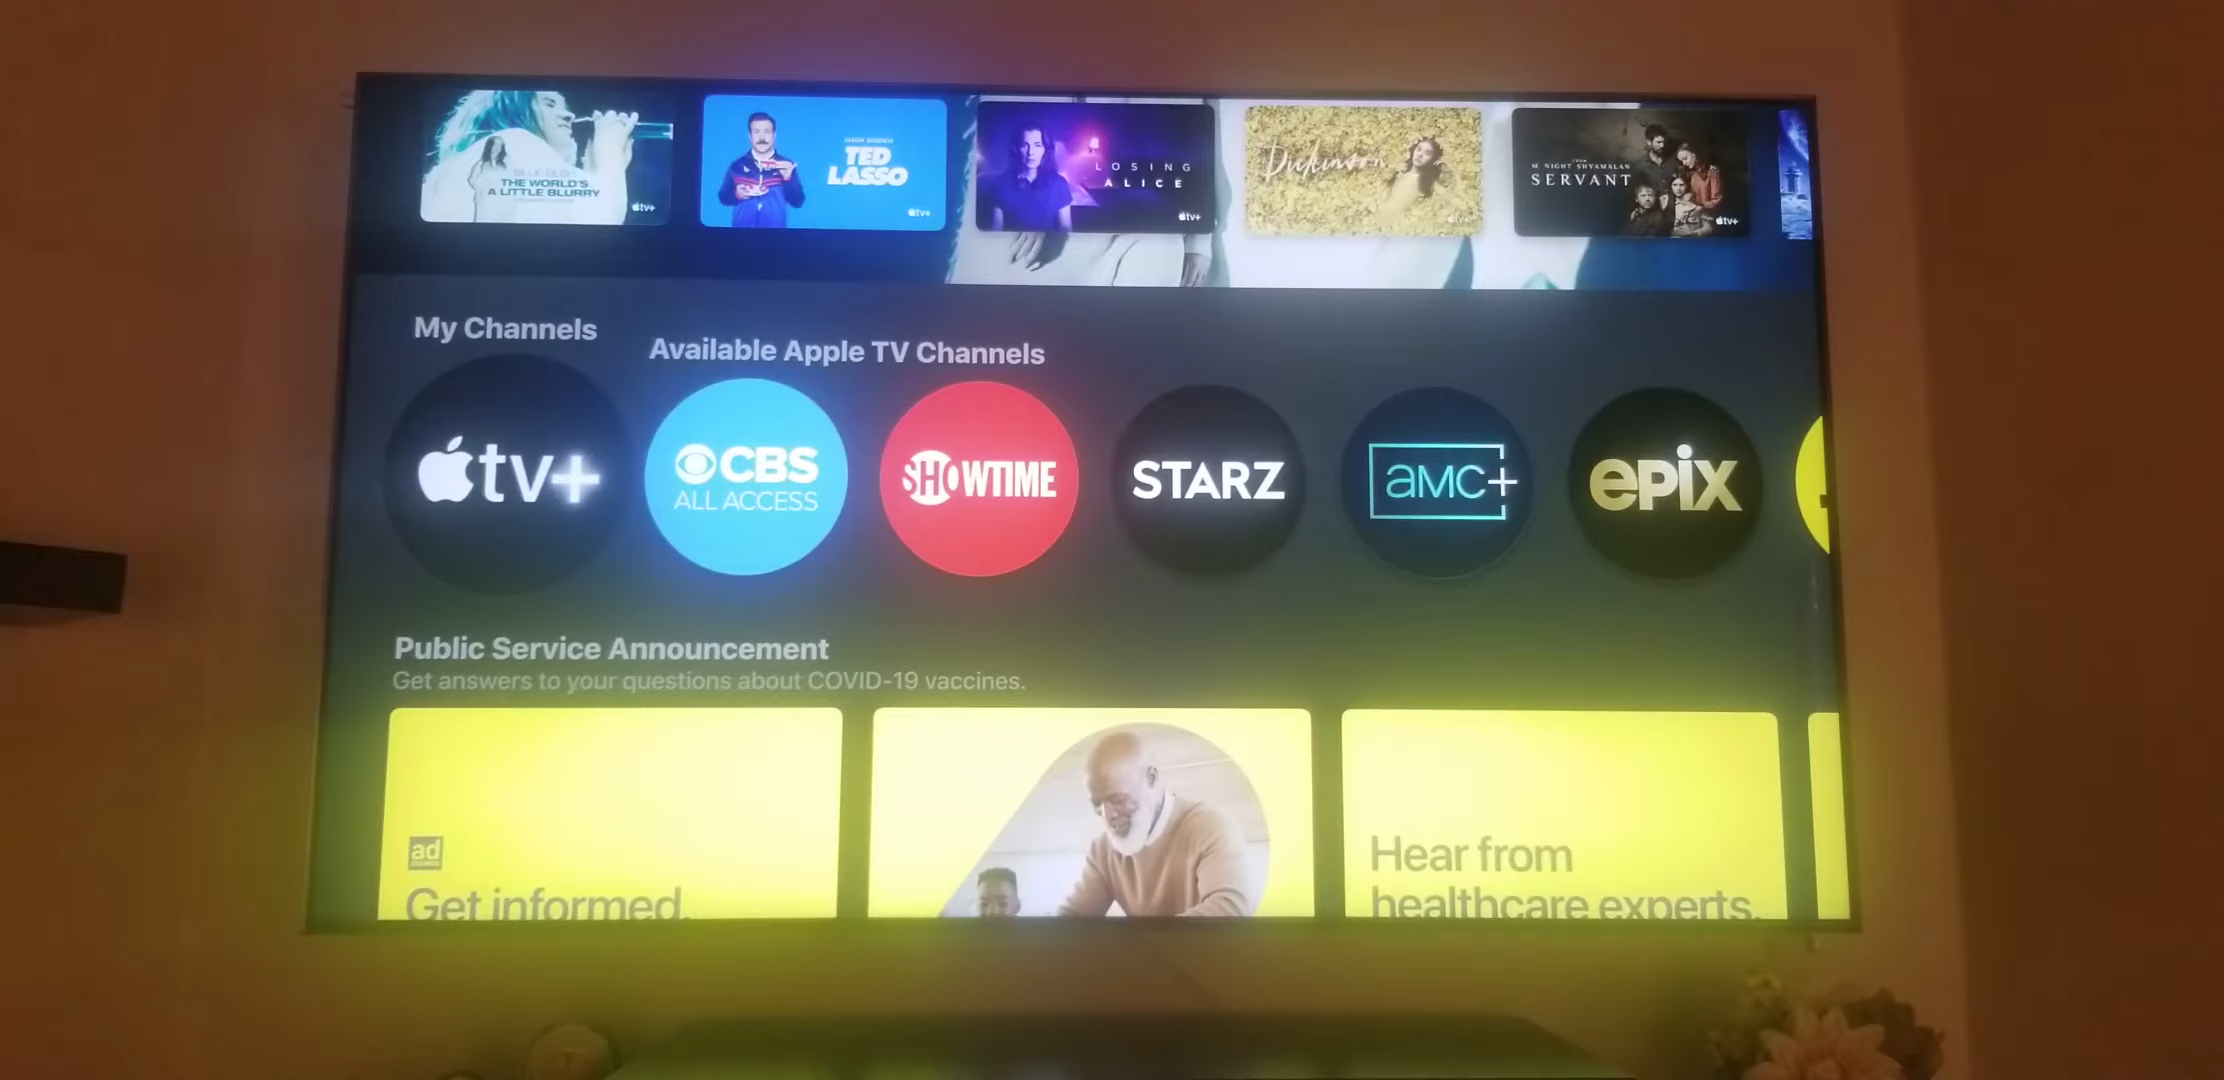 THE WORLD'S
A LITTLE BLURRY
tv+
JASON SUDEIKIS
TED
LASSO
tv+
LOSING
ALICE
tv+
Dickinson
M. NIGHT SHYAMALAN
SERVANT
tv+
My Channels
Available Apple TV Channels
tv+
CBS
ALL ACCESS
SHOWTIME
STARZ
aMC+
epix
Public Service Announcement
Get answers to your questions about COVID-19 vaccines.
ad
Get informed.
Hear from
healthcare experts.